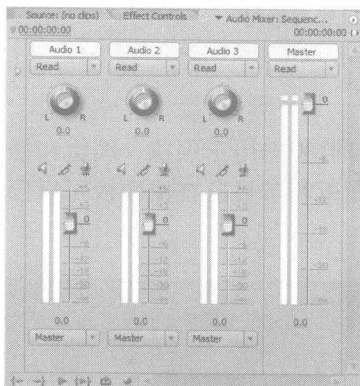 Source: (no clips) Effect Controls Audio Mixer: Sequenc...
00:00:00:00 00:00:00:00
Audio 1 Audio 2 Audio 3 Master
Read Read Read Read
L R L R L R
0.0 0.0 0.0
0
0 0 0
0.0 0.0 0.0 0.0
Master Master Master